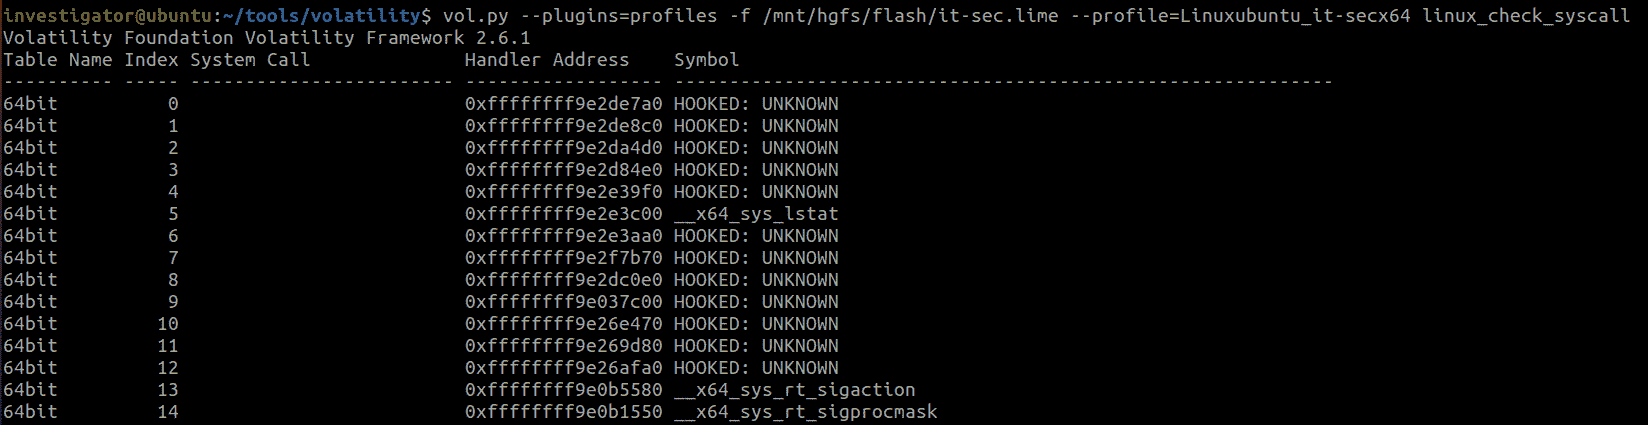 investigator@ubuntu:~/tools/volatility$ vol.py --plugins=profiles -f /mnt/hgfs/flash/it-sec.lime --profile=Linuxubuntu_it-secx64 linux_check_syscall
Volatility Foundation Volatility Framework 2.6.1
Table Name Index System Call              Handler Address    Symbol
---------- ----- ------------------------ ------------------ ------------------------------------------------------------
64bit          0                          0xffffffff9e2de7a0 HOOKED: UNKNOWN
64bit          1                          0xffffffff9e2de8c0 HOOKED: UNKNOWN
64bit          2                          0xffffffff9e2da4d0 HOOKED: UNKNOWN
64bit          3                          0xffffffff9e2d84e0 HOOKED: UNKNOWN
64bit          4                          0xffffffff9e2e39f0 HOOKED: UNKNOWN
64bit          5                          0xffffffff9e2e3c00 __x64_sys_lstat
64bit          6                          0xffffffff9e2e3aa0 HOOKED: UNKNOWN
64bit          7                          0xffffffff9e2f7b70 HOOKED: UNKNOWN
64bit          8                          0xffffffff9e2dc0e0 HOOKED: UNKNOWN
64bit          9                          0xffffffff9e037c00 HOOKED: UNKNOWN
64bit         10                          0xffffffff9e26e470 HOOKED: UNKNOWN
64bit         11                          0xffffffff9e269d80 HOOKED: UNKNOWN
64bit         12                          0xffffffff9e26afa0 HOOKED: UNKNOWN
64bit         13                          0xffffffff9e0b5580 __x64_sys_rt_sigaction
64bit         14                          0xffffffff9e0b1550 __x64_sys_rt_sigprocmask